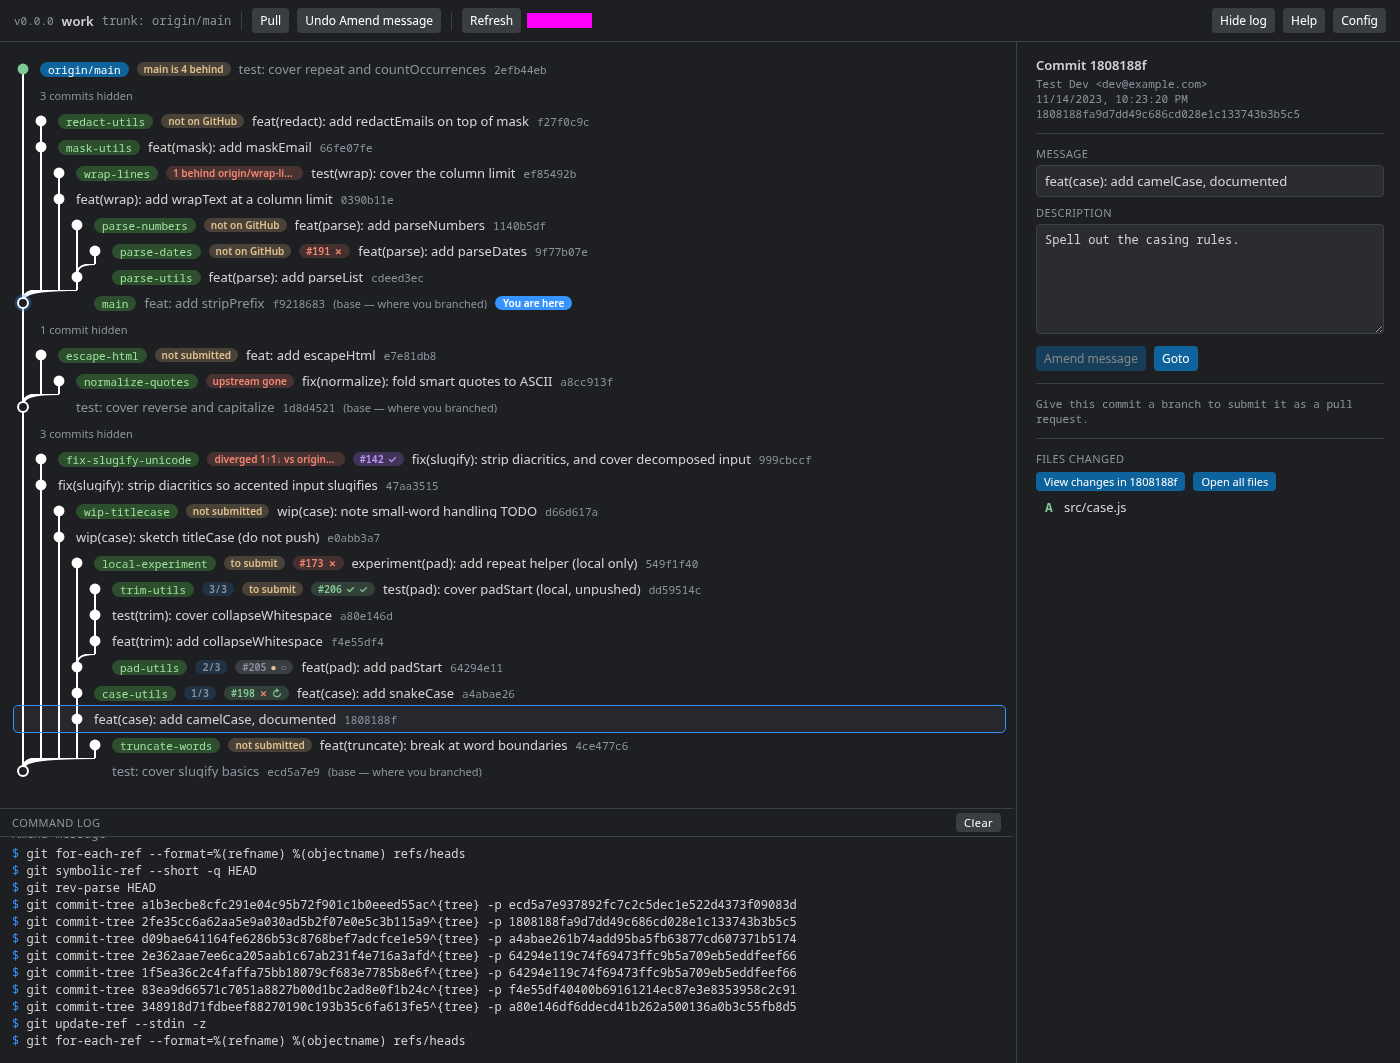 v0.0.0 work trunk: origin/main Pull Undo Amend message Refresh Hide log Help Config
origin/main main is 4 behind test: cover repeat and countOccurrences 2efb44eb
3 commits hidden
redact-utils not on GitHub feat(redact): add redactEmails on top of mask f27f0c9c
mask-utils feat(mask): add maskEmail 66fe07fe
wrap-lines 1 behind origin/wrap-li... test(wrap): cover the column limit ef85492b
feat(wrap): add wrapText at a column limit 0390b11e
parse-numbers not on GitHub feat(parse): add parseNumbers 1140b5df
parse-dates not on GitHub #191 × feat(parse): add parseDates 9f77b07e
parse-utils feat(parse): add parseList cdeed3ec
main feat: add stripPrefix f9218683 (base — where you branched) You are here
1 commit hidden
escape-html not submitted feat: add escapeHtml e7e81db8
normalize-quotes upstream gone fix(normalize): fold smart quotes to ASCII a8cc913f
test: cover reverse and capitalize 1d8d4521 (base — where you branched)
3 commits hidden
fix-slugify-unicode diverged 1↑1↓ vs origin... #142 ✓ fix(slugify): strip diacritics, and cover decomposed input 999cbccf
fix(slugify): strip diacritics so accented input slugifies 47aa3515
wip-titlecase not submitted wip(case): note small-word handling TODO d66d617a
wip(case): sketch titleCase (do not push) e0abb3a7
local-experiment to submit #173 × experiment(pad): add repeat helper (local only) 549f1f40
trim-utils 3/3 to submit #206 ✓ ✓ test(pad): cover padStart (local, unpushed) dd59514c
test(trim): cover collapseWhitespace a80e146d
feat(trim): add collapseWhitespace f4e55df4
pad-utils 2/3 #205 ● ○ feat(pad): add padStart 64294e11
case-utils 1/3 #198 × ↻ feat(case): add snakeCase a4abae26
feat(case): add camelCase, documented 1808188f
truncate-words not submitted feat(truncate): break at word boundaries 4ce477c6
test: cover slugify basics ecd5a7e9 (base — where you branched)
COMMAND LOG Clear
$ git for-each-ref --format=%(refname) %(objectname) refs/heads
$ git symbolic-ref --short -q HEAD
$ git rev-parse HEAD
$ git commit-tree a1b3ecbe8cfc291e04c95b72f901c1b0eeed55ac^{tree} -p ecd5a7e937892fc7c2c5dec1e522d4373f09083d
$ git commit-tree 2fe35cc6a62aa5e9a030ad5b2f07e0e5c3b115a9^{tree} -p 1808188fa9d7dd49c686cd028e1c133743b3b5c5
$ git commit-tree d09bae641164fe6286b53c8768bef7adcfce1e59^{tree} -p a4abae261b74add95ba5fb63877cd607371b5174
$ git commit-tree 2e362aae7ee6ca205aab1c67ab231f4e716a3afd^{tree} -p 64294e119c74f69473ffc9b5a709eb5eddfeef66
$ git commit-tree 1f5ea36c2c4faffa75bb18079cf683e7785b8e6f^{tree} -p 64294e119c74f69473ffc9b5a709eb5eddfeef66
$ git commit-tree 83ea9d66571c7051a8827b00d1bc2ad8e0f1b24c^{tree} -p f4e55df40400b69161214ec87e3e8353958c2c91
$ git commit-tree 348918d71fdbeef88270190c193b35c6fa613fe5^{tree} -p a80e146df6ddecd41b262a500136a0b3c55fb8d5
$ git update-ref --stdin -z
$ git for-each-ref --format=%(refname) %(objectname) refs/heads
Commit 1808188f
Test Dev <dev@example.com>
11/14/2023, 10:23:20 PM
1808188fa9d7dd49c686cd028e1c133743b3b5c5
MESSAGE
feat(case): add camelCase, documented
DESCRIPTION
Spell out the casing rules.
Amend message Goto
Give this commit a branch to submit it as a pull
request.
FILES CHANGED
View changes in 1808188f Open all files
A src/case.js